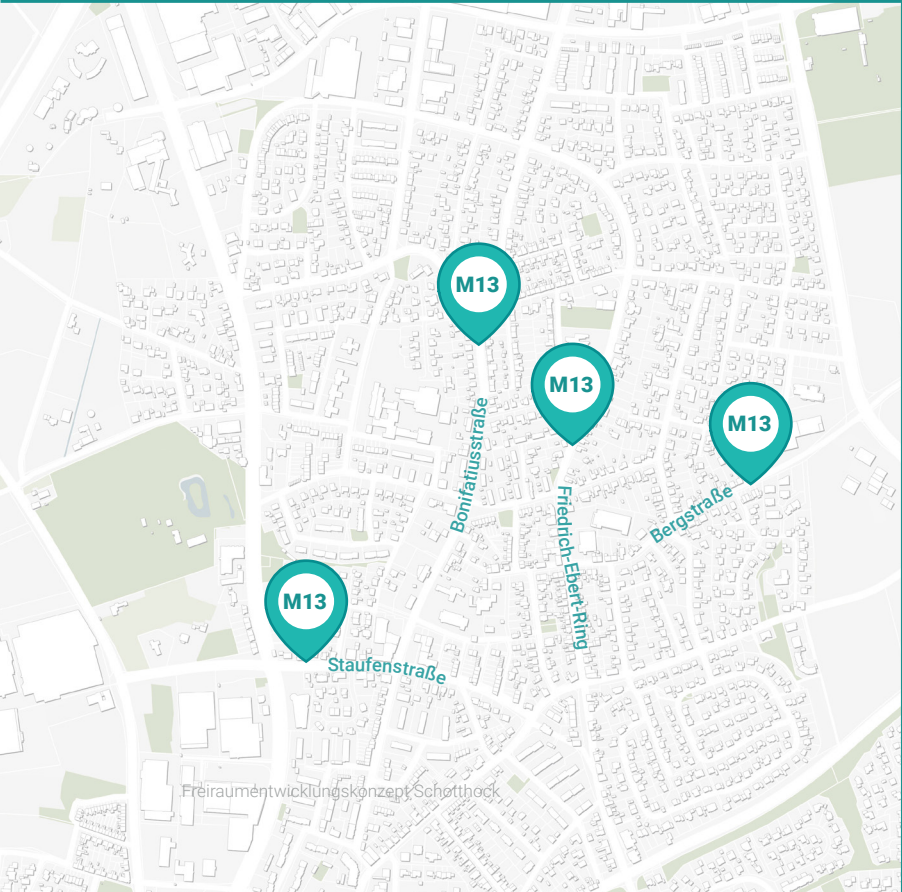 M13
M13
M13
Bonifatiusstraße
Friedrich-Ebert-Ring
Bergstraße
M13
Staufenstraße
Freiraumentwicklungskonzept Schotthock